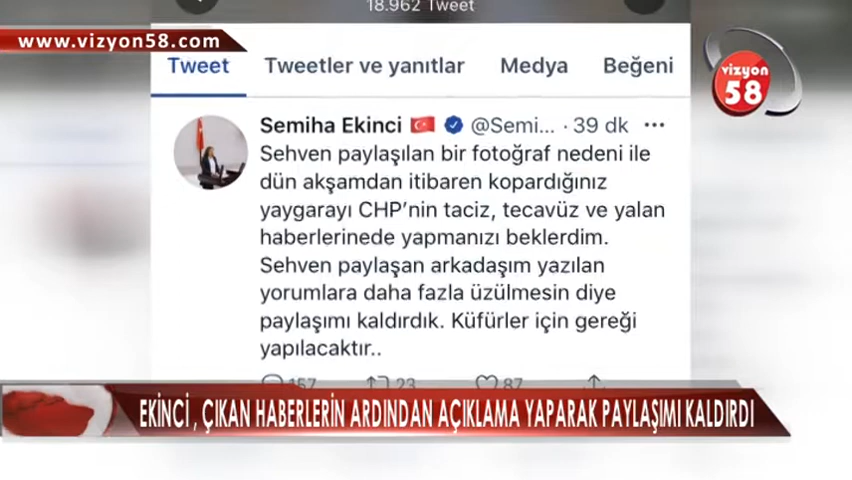 18.962 Tweet
www.vizyon58.com
Tweet Tweetler ve yanıtlar Medya Beğeni
vizyon
58
Semiha Ekinci @Semi... · 39 dk ...
Sehven paylaşılan bir fotoğraf nedeni ile
dün akşamdan itibaren kopardığınız
yaygarayı CHP’nin taciz, tecavüz ve yalan
haberlerinede yapmanızı beklerdim.
Sehven paylaşan arkadaşım yazılan
yorumlara daha fazla üzülmesin diye
paylaşımı kaldırdık. Küfürler için gereği
yapılacaktır..
157 23 87
EKİNCİ , ÇIKAN HABERLERİN ARDINDAN AÇIKLAMA YAPARAK PAYLAŞIMI KALDIRDI